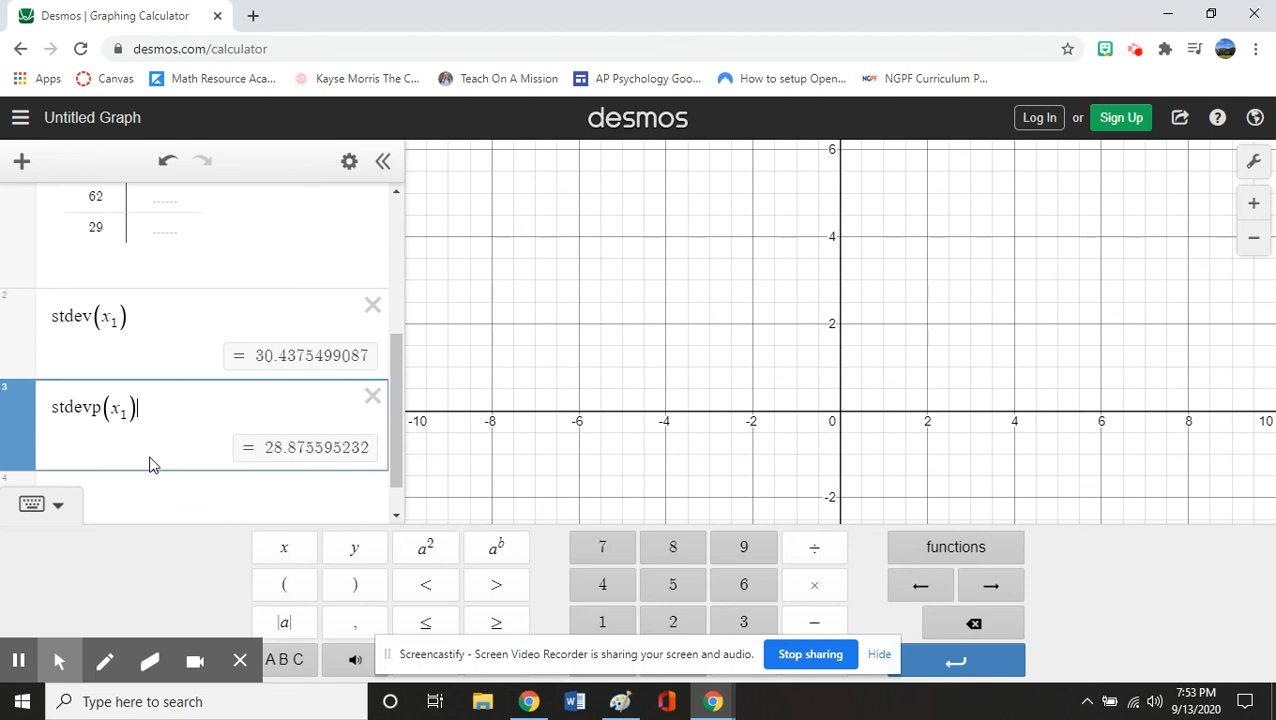 Desmos | Graphing Calculator
desmos.com/calculator
Apps Canvas Math Resource Aca... Kayse Morris The C... Teach On A Mission AP Psychology Goo... How to setup Open... NGPF NGPF Curriculum P...
Untitled Graph desmos Log In or Sign Up
62
29
2
stdev(x₁)
= 30.4375499087
3
stdevp(x₁)
= 28.875595232
4
6
4
2
-10 -8 -6 -4 -2 0 2 4 6 8 10
-2
x y a² aᵇ 7 8 9 ÷ functions
( ) < > 4 5 6 × ← →
|a| , ≤ ≥ 1 2 3 −
A B C
Screencastify - Screen Video Recorder is sharing your screen and audio. Stop sharing Hide
Type here to search
7:53 PM
9/13/2020